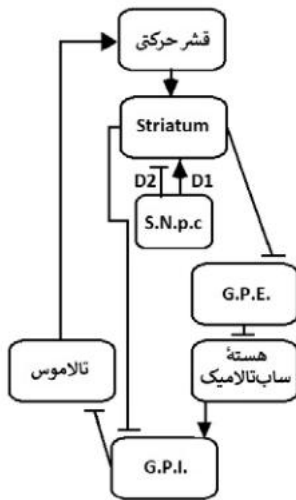 قشر حرکتی
Striatum
D2
D1
S.N.p.c
G.P.E.
تالاموس
هستهٔ
ساب‌تالامیک
G.P.I.